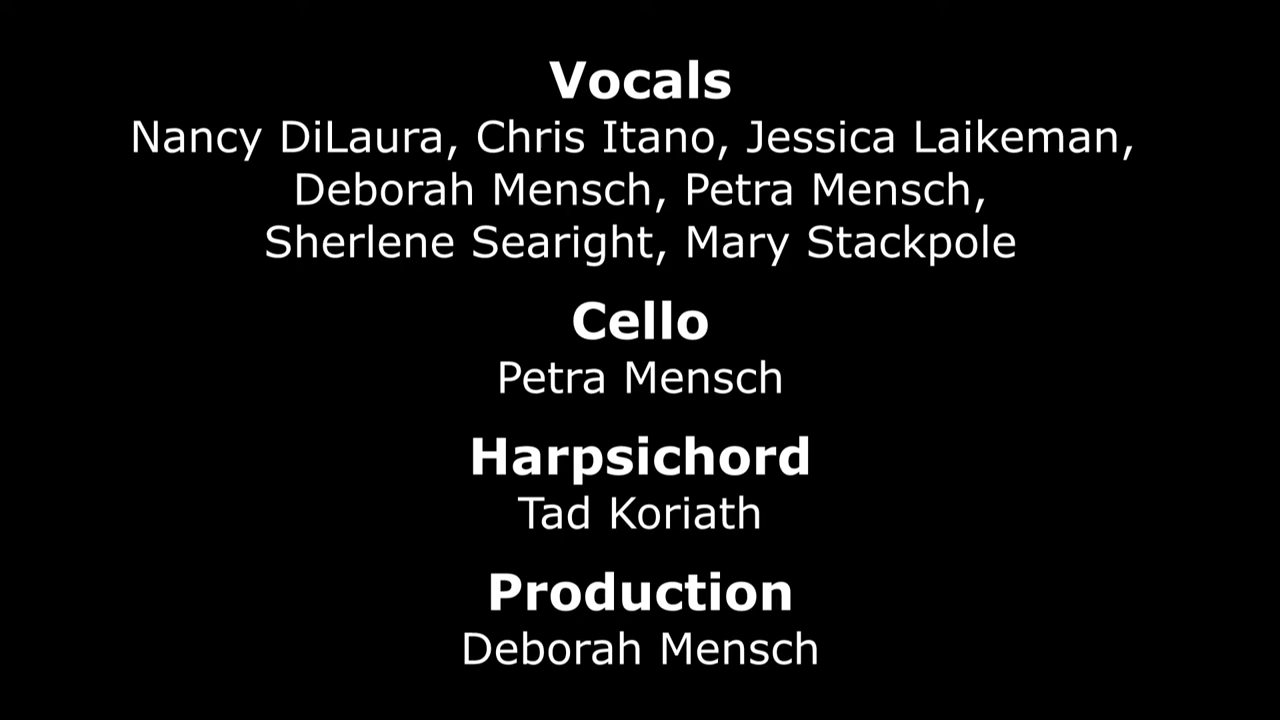 Vocals
Nancy DiLaura, Chris Itano, Jessica Laikeman,
Deborah Mensch, Petra Mensch,
Sherlene Searight, Mary Stackpole
Cello
Petra Mensch
Harpsichord
Tad Koriath
Production
Deborah Mensch